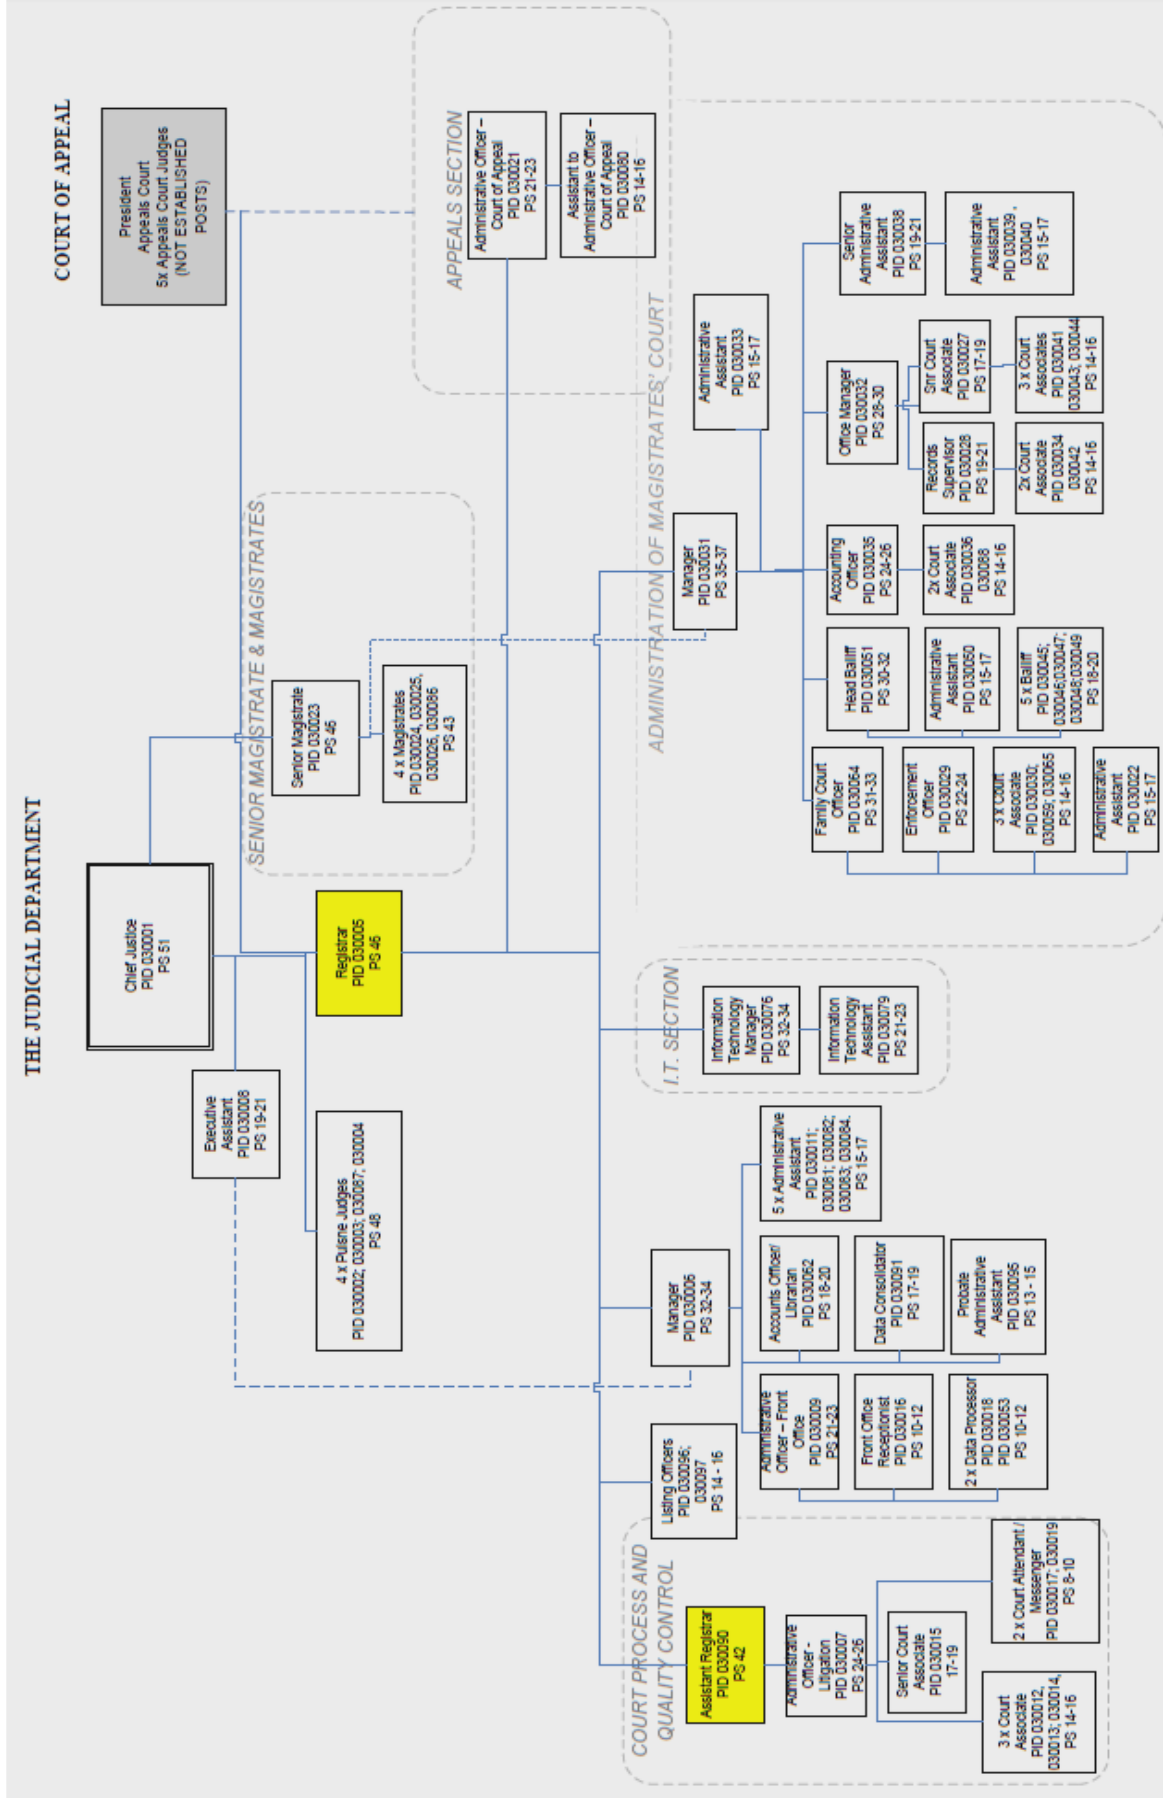 THE JUDICIAL DEPARTMENT
COURT OF APPEAL
Chief Justice
PID 030001
PS 51
President
Appeals Court
5x Appeals Court Judges
(NOT ESTABLISHED
POSTS)
Executive
Assistant
PID 030008
PS 19-21
4 x Puisne Judges
PID 030002; 030003; 030087; 030004
PS 48
Registrar
PID 030005
PS 46
SENIOR MAGISTRATE & MAGISTRATES
Senior Magistrate
PID 030023
PS 46
4 x Magistrates
PID 030024, 030025,
030026, 030086
PS 43
APPEALS SECTION
Administrative Officer –
Court of Appeal
PID 030021
PS 21-23
Assistant to
Administrative Officer –
Court of Appeal
PID 030080
PS 14-16
COURT PROCESS AND
QUALITY CONTROL
Assistant Registrar
PID 030090
PS 42
Administrative
Officer -
Litigation
PID 030007
PS 24-26
Senior Court
Associate
PID 030015
17-19
3 x Court
Associate
PID 030012,
030013; 030014,
PS 14-16
2 x Court Attendant /
Messenger
PID 030017; 030019
PS 8-10
Listing Officers
PID 030096;
030097
PS 14 - 16
Manager
PID 030006
PS 32-34
Administrative
Officer – Front
Office
PID 030009
PS 21-23
Front Office
Receptionist
PID 030016
PS 10-12
2 x Data Processor
PID 030018
PID 030053
PS 10-12
Accounts Officer/
Librarian
PID 030062
PS 18-20
Data Consolidator
PID 030091
PS 17-19
Probate
Administrative
Assistant
PID 030095
PS 13 - 15
5 x Administrative
Assistant
PID 030011;
030081; 030082;
030083; 030084.
PS 15-17
I.T. SECTION
Information
Technology
Manager
PID 030076
PS 32-34
Information
Technology
Assistant
PID 030079
PS 21-23
ADMINISTRATION OF MAGISTRATES' COURT
Manager
PID 030031
PS 35-37
Administrative
Assistant
PID 030033
PS 15-17
Family Court
Officer
PID 030064
PS 31-33
Enforcement
Officer
PID 030029
PS 22-24
3 x Court
Associate
PID 030030;
030059; 030065
PS 14-16
Administrative
Assistant
PID 030022
PS 15-17
Head Bailiff
PID 030051
PS 30-32
Administrative
Assistant
PID 030050
PS 15-17
5 x Bailiff
PID 030045;
030046;030047;
030048;030049
PS 18-20
Accounting
Officer
PID 030035
PS 24-26
2x Court
Associate
PID 030036
030088
PS 14-16
Office Manager
PID 030032
PS 28-30
Records
Supervisor
PID 030028
PS 19-21
2x Court
Associate
PID 030034
030042
PS 14-16
Snr Court
Associate
PID 030027
PS 17-19
3 x Court
Associates
PID 030041
030043; 030044
PS 14-16
Senior
Administrative
Assistant
PID 030038
PS 19-21
Administrative
Assistant
PID 030039 ,
030040
PS 15-17